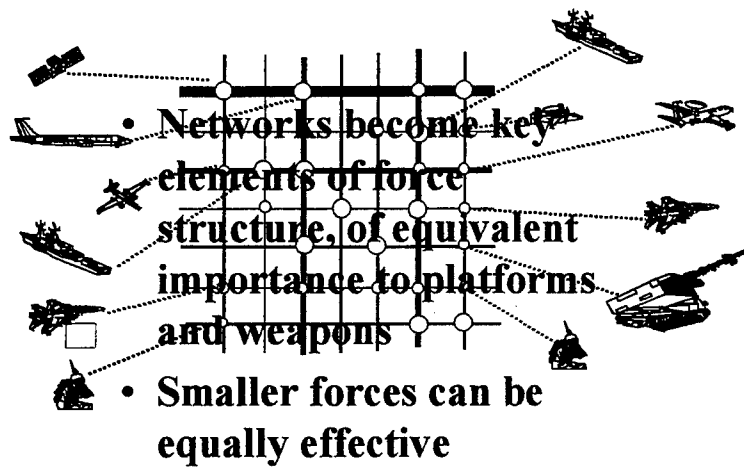 • Networks become key
elements of force
structure, of equivalent
importance to platforms
and weapons
• Smaller forces can be
equally effective